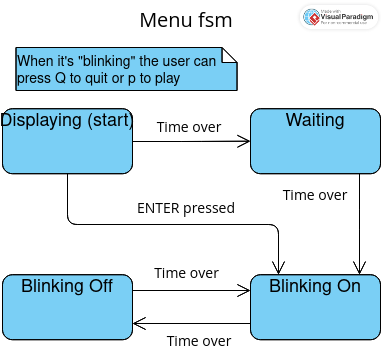 Menu fsm
Made with
Visual Paradigm
For non-commercial use
When it's "blinking" the user can
press Q to quit or p to play
Displaying (start)
Time over
Waiting
Time over
ENTER pressed
Blinking Off
Time over
Blinking On
Time over